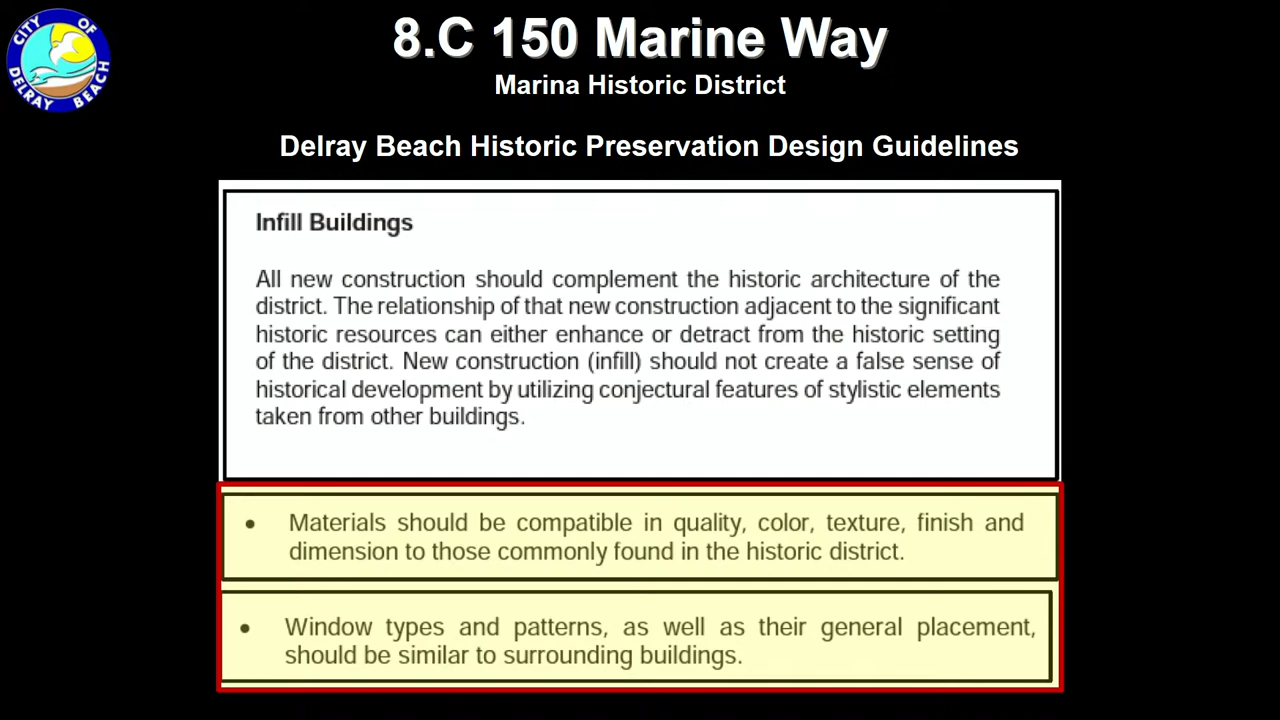 CITY OF
DELRAY BEACH
8.C 150 Marine Way
Marina Historic District
Delray Beach Historic Preservation Design Guidelines
Infill Buildings
All new construction should complement the historic architecture of the
district. The relationship of that new construction adjacent to the significant
historic resources can either enhance or detract from the historic setting
of the district. New construction (infill) should not create a false sense of
historical development by utilizing conjectural features of stylistic elements
taken from other buildings.
• Materials should be compatible in quality, color, texture, finish and
dimension to those commonly found in the historic district.
• Window types and patterns, as well as their general placement,
should be similar to surrounding buildings.